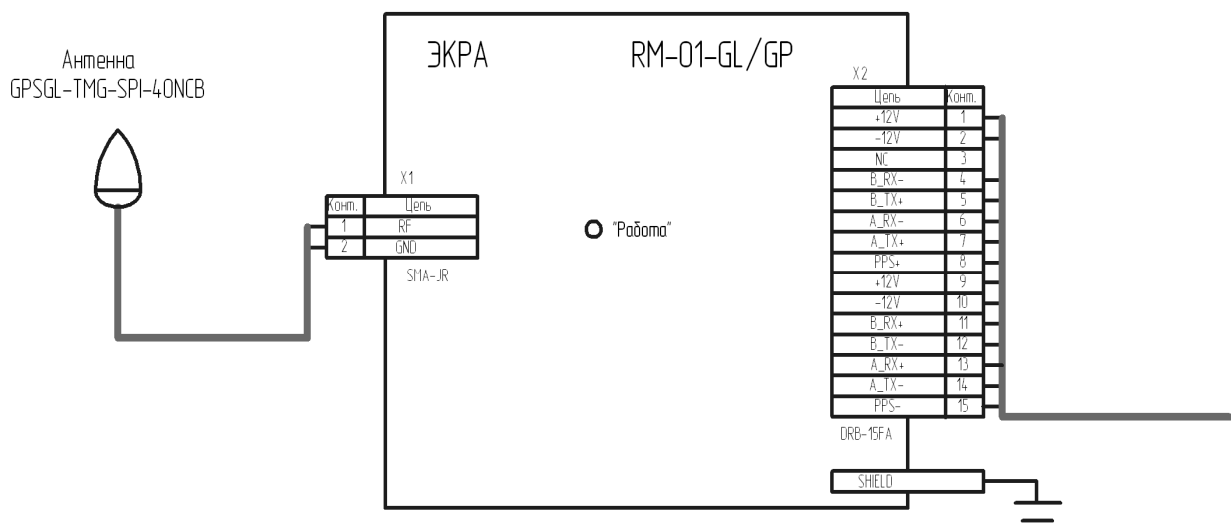 Антенна
GPSGL-TMG-SPI-40NCB
ЭКРА
RM-01-GL/GP
X1
Конт. Цепь
1 RF
2 GND
SMA-JR
"Работа"
X2
Цепь Конт.
+12V 1
-12V 2
NC 3
B_RX- 4
B_TX+ 5
A_RX- 6
A_TX+ 7
PPS+ 8
+12V 9
-12V 10
B_RX+ 11
B_TX- 12
A_RX+ 13
A_TX- 14
PPS- 15
DRB-15FA
SHIELD